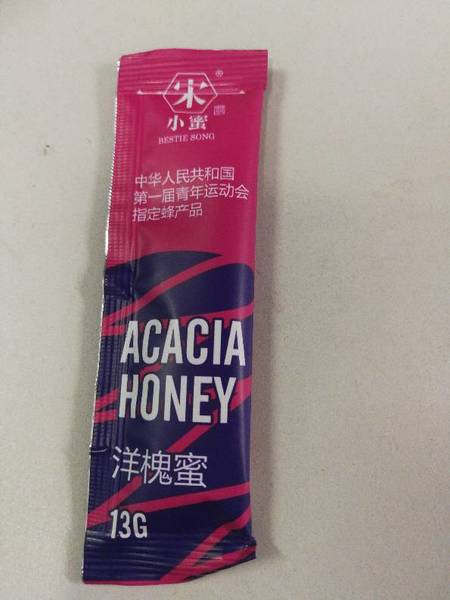 宋
®
小蜜
BESTIE SONG
中华人民共和国
第一届青年运动会
指定蜂产品
ACACIA
HONEY
洋槐蜜
13G